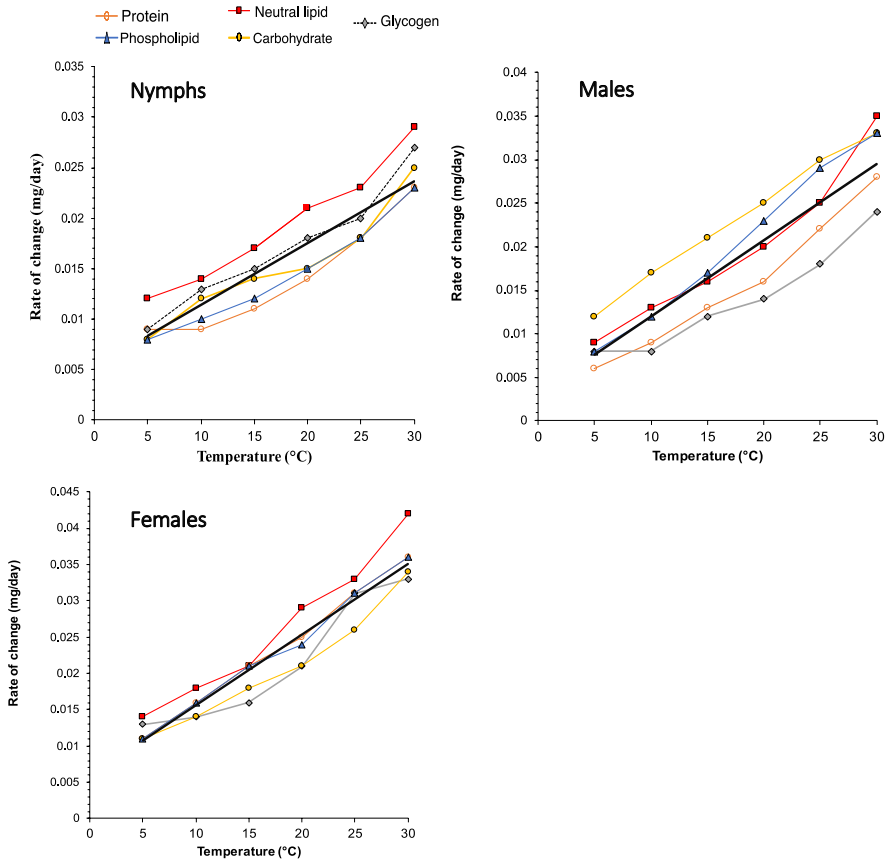 Protein Neutral lipid Glycogen
Phospholipid Carbohydrate
Nymphs
Rate of change (mg/day)
0.035
0.03
0.025
0.02
0.015
0.01
0.005
0
0 5 10 15 20 25 30
Temperature (°C)
Males
Rate of change (mg/day)
0.04
0.035
0.03
0.025
0.02
0.015
0.01
0.005
0
0 5 10 15 20 25 30
Temperature (°C)
Females
Rate of change (mg/day)
0.045
0.04
0.035
0.03
0.025
0.02
0.015
0.01
0.005
0
0 5 10 15 20 25 30
Temperature (°C)